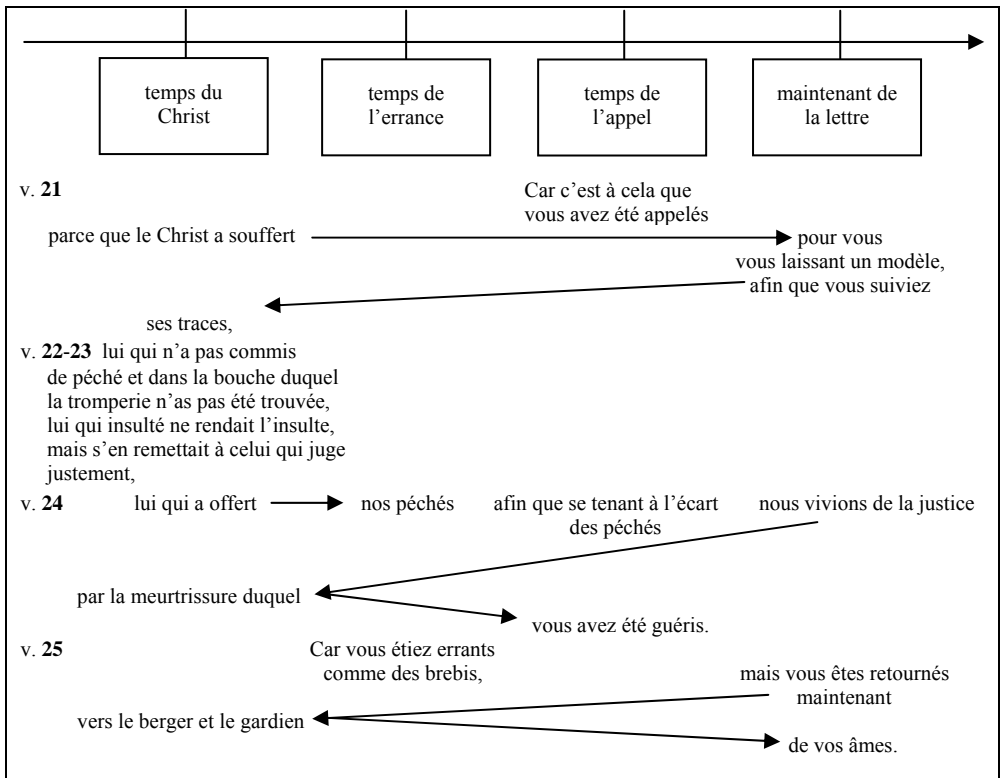 temps du
Christ
temps de
l'errance
temps de
l'appel
maintenant de
la lettre
v. 21
Car c'est à cela que
vous avez été appelés
parce que le Christ a souffert
pour vous
vous laissant un modèle,
afin que vous suiviez
ses traces,
v. 22-23 lui qui n'a pas commis
de péché et dans la bouche duquel
la tromperie n'as pas été trouvée,
lui qui insulté ne rendait l'insulte,
mais s'en remettait à celui qui juge
justement,
v. 24 lui qui a offert nos péchés afin que se tenant à l'écart nous vivions de la justice
des péchés
par la meurtrissure duquel
vous avez été guéris.
v. 25
Car vous étiez errants
comme des brebis,
mais vous êtes retournés
maintenant
vers le berger et le gardien
de vos âmes.